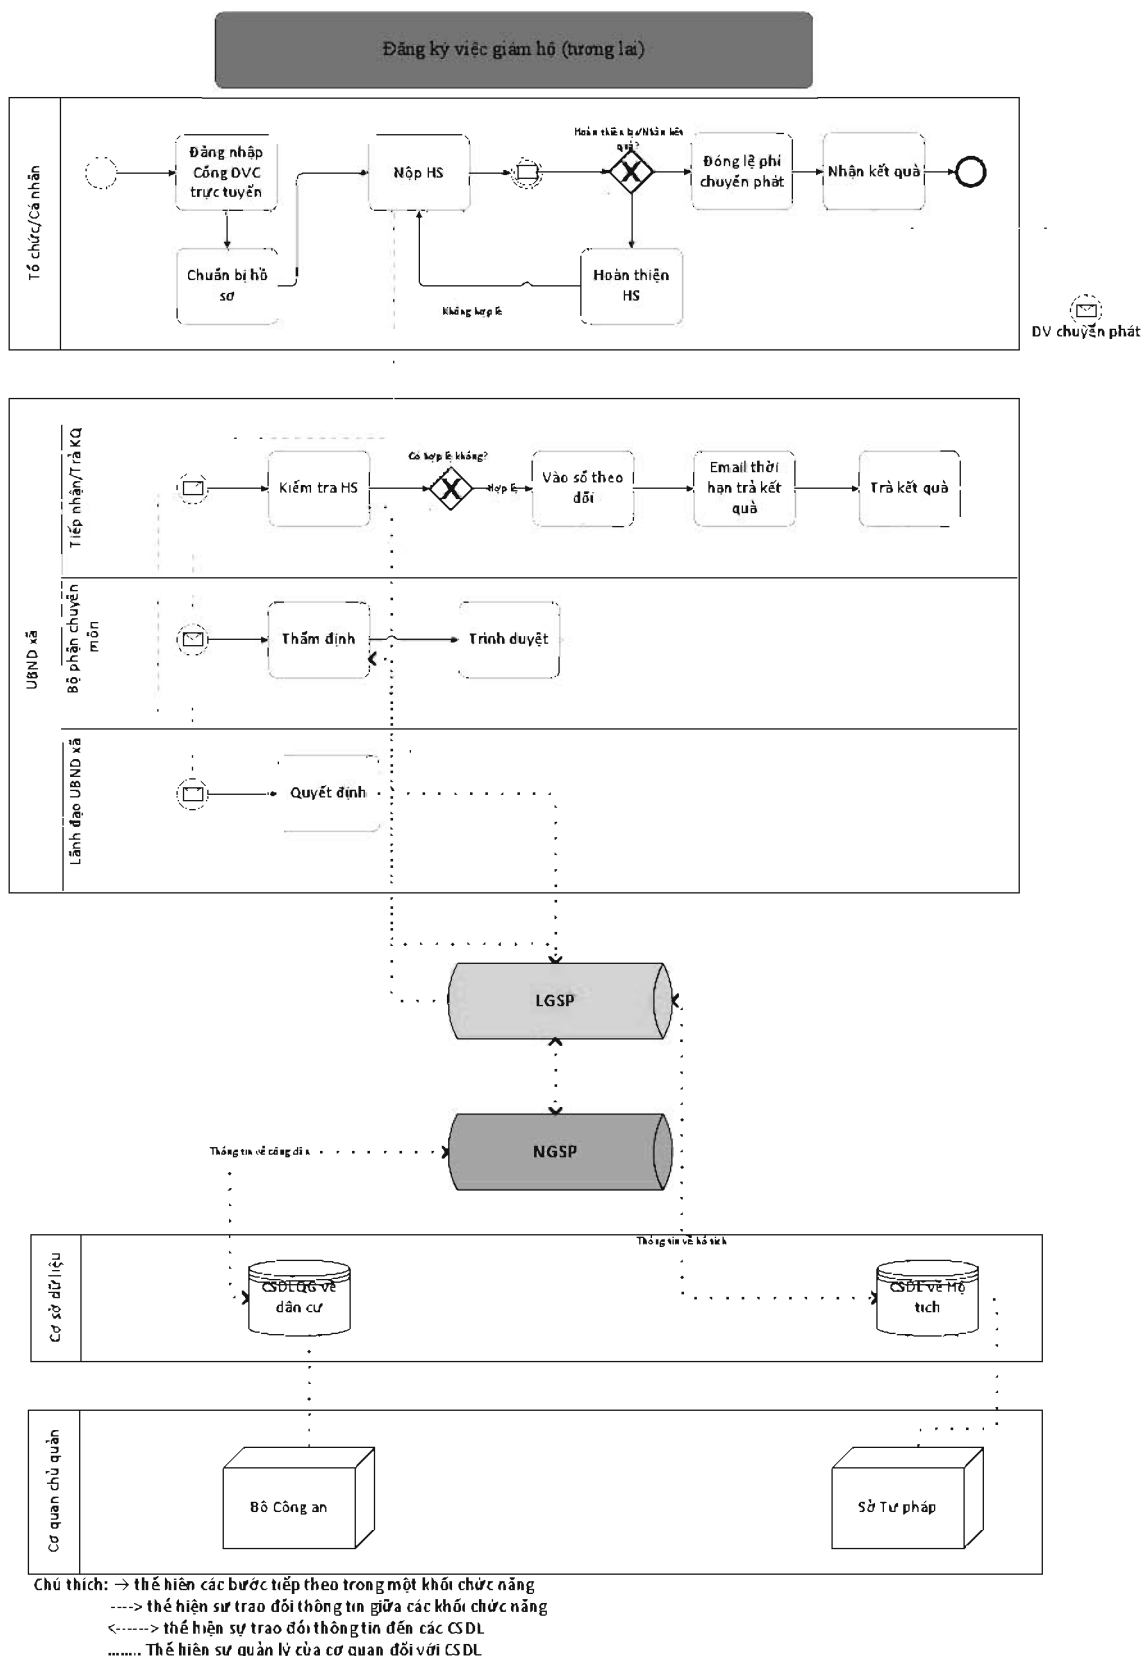 Đăng ký việc giám hộ (tương lai)
Tổ chức/Cá nhân
Đăng nhập
Cổng DVC
trực tuyến
Chuẩn bị hồ
sơ
Nộp HS
Hoàn thiện hs/Nhận kết
quả?
Đóng lệ phí
chuyển phát
Nhận kết quả
Hoàn thiện
HS
Không hợp lệ
DV chuyển phát
UBND xã
Tiếp nhận/Trả KQ
Kiểm tra HS
Có hợp lệ không?
Hợp lệ
Vào sổ theo
dõi
Email thời
hạn trả kết
quả
Trả kết quả
Bộ phận chuyên
môn
Thẩm định
Trình duyệt
Lãnh đạo UBND xã
Quyết định
LGSP
NGSP
Thông tin về công dân
Thông tin về hộ tịch
Cơ sở dữ liệu
CSDLQG về
dân cư
CSDL về Hộ
tịch
Cơ quan chủ quản
Bộ Công an
Sở Tư pháp
Chú thích: → thể hiện các bước tiếp theo trong một khối chức năng
----> thể hiện sự trao đổi thông tin giữa các khối chức năng
<------> thể hiện sự trao đổi thông tin đến các CSDL
........ Thể hiện sự quản lý của cơ quan đối với CSDL